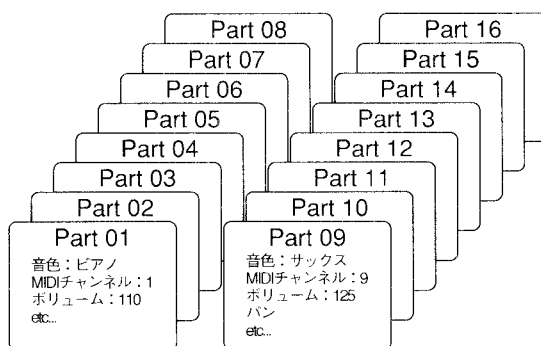 Part 08
Part 07
Part 06
Part 05
Part 04
Part 03
Part 02
Part 01
音色：ピアノ
MIDIチャンネル：1
ボリューム：110
etc...
Part 16
Part 15
Part 14
Part 13
Part 12
Part 11
Part 10
Part 09
音色：サックス
MIDIチャンネル：9
ボリューム：125
パン
etc...